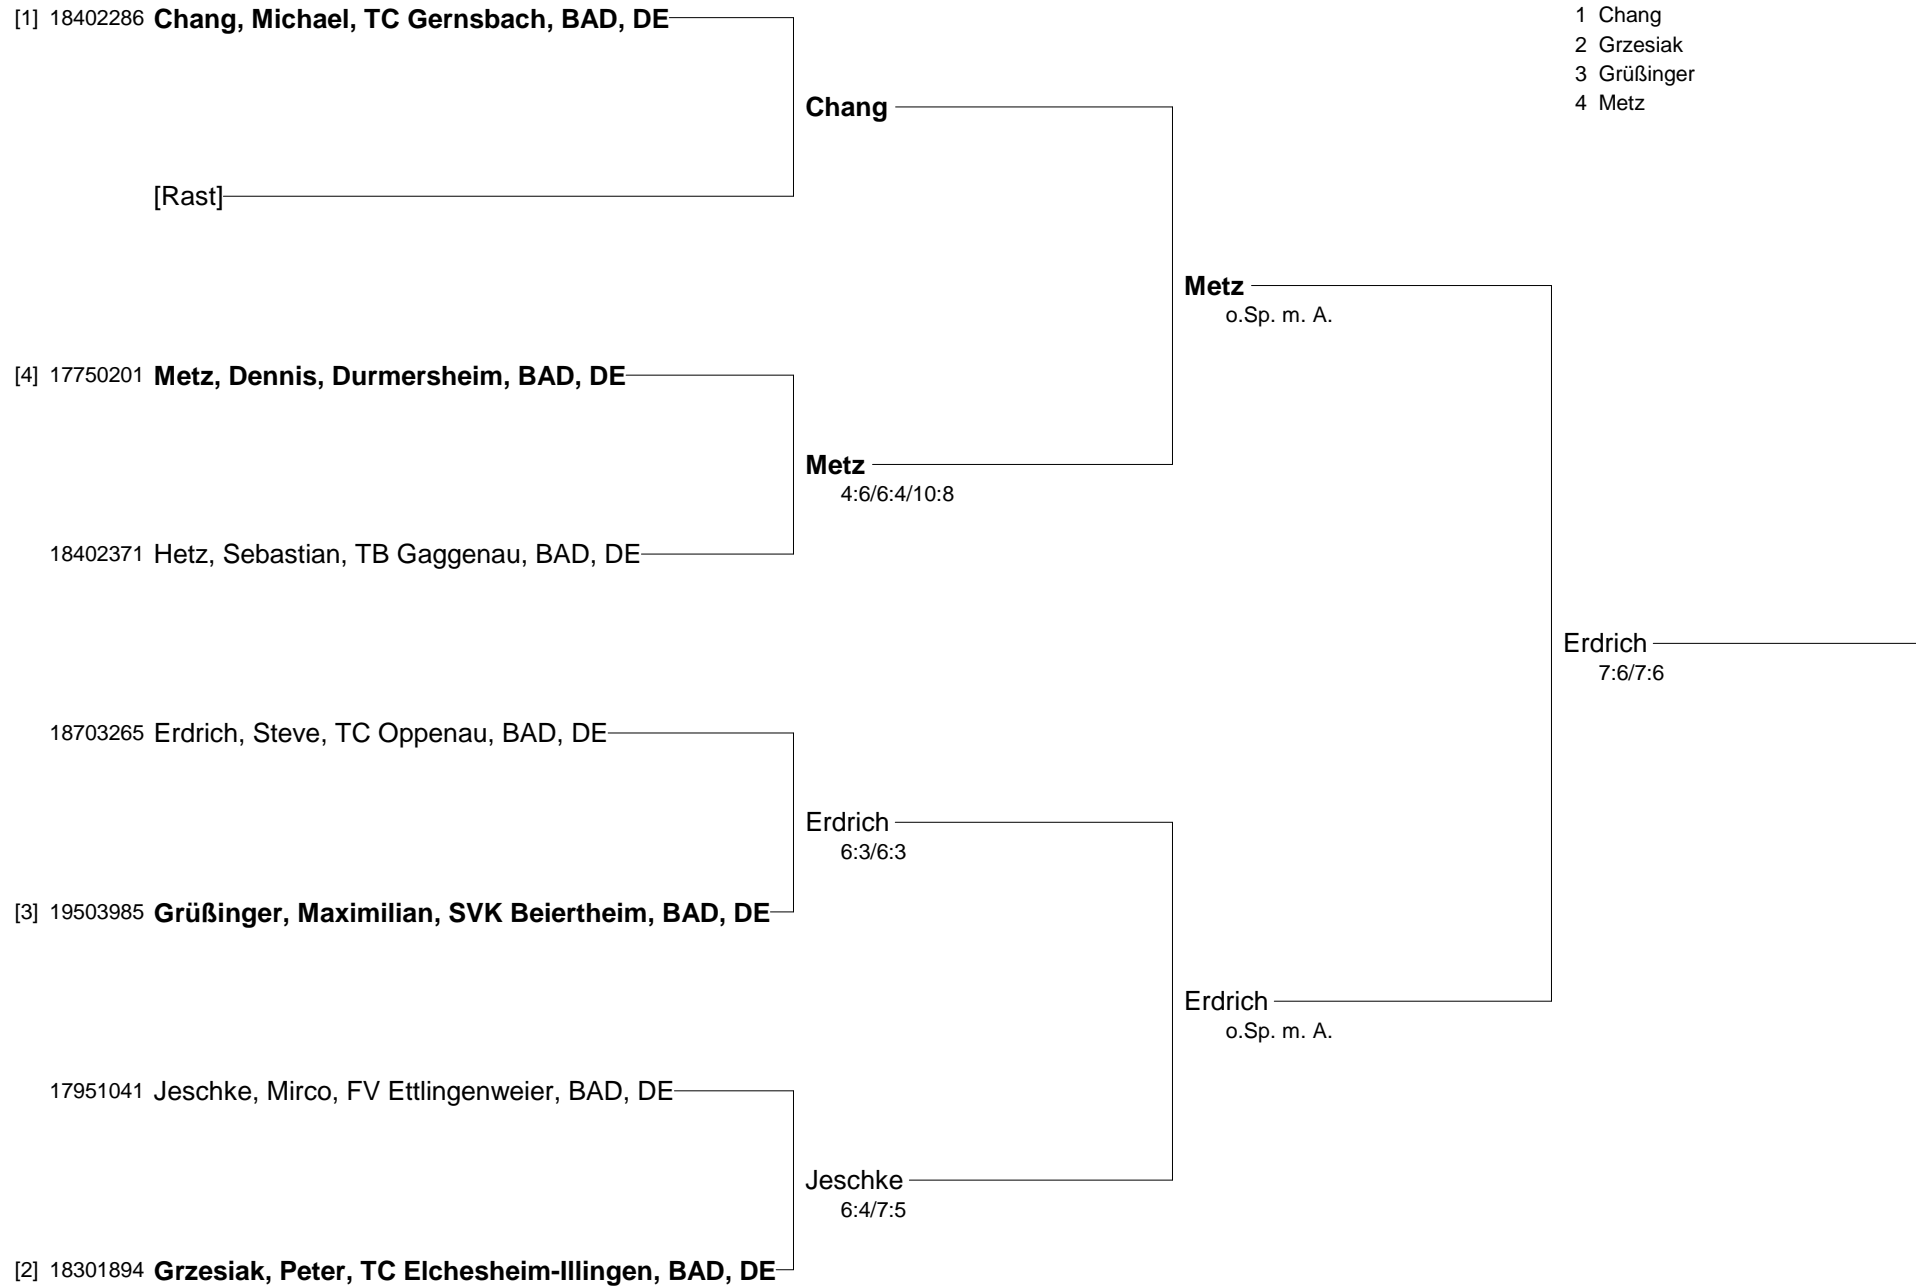 [1] 18402286 Chang, Michael, TC Gernsbach, BAD, DE
1 Chang
2 Grzesiak
3 Grüßinger
4 Metz
Chang
[Rast]
Metz
o.Sp. m. A.
[4] 17750201 Metz, Dennis, Durmersheim, BAD, DE
Metz
4:6/6:4/10:8
18402371 Hetz, Sebastian, TB Gaggenau, BAD, DE
Erdrich
7:6/7:6
18703265 Erdrich, Steve, TC Oppenau, BAD, DE
Erdrich
6:3/6:3
[3] 19503985 Grüßinger, Maximilian, SVK Beiertheim, BAD, DE
Erdrich
o.Sp. m. A.
17951041 Jeschke, Mirco, FV Ettlingenweier, BAD, DE
Jeschke
6:4/7:5
[2] 18301894 Grzesiak, Peter, TC Elchesheim-Illingen, BAD, DE